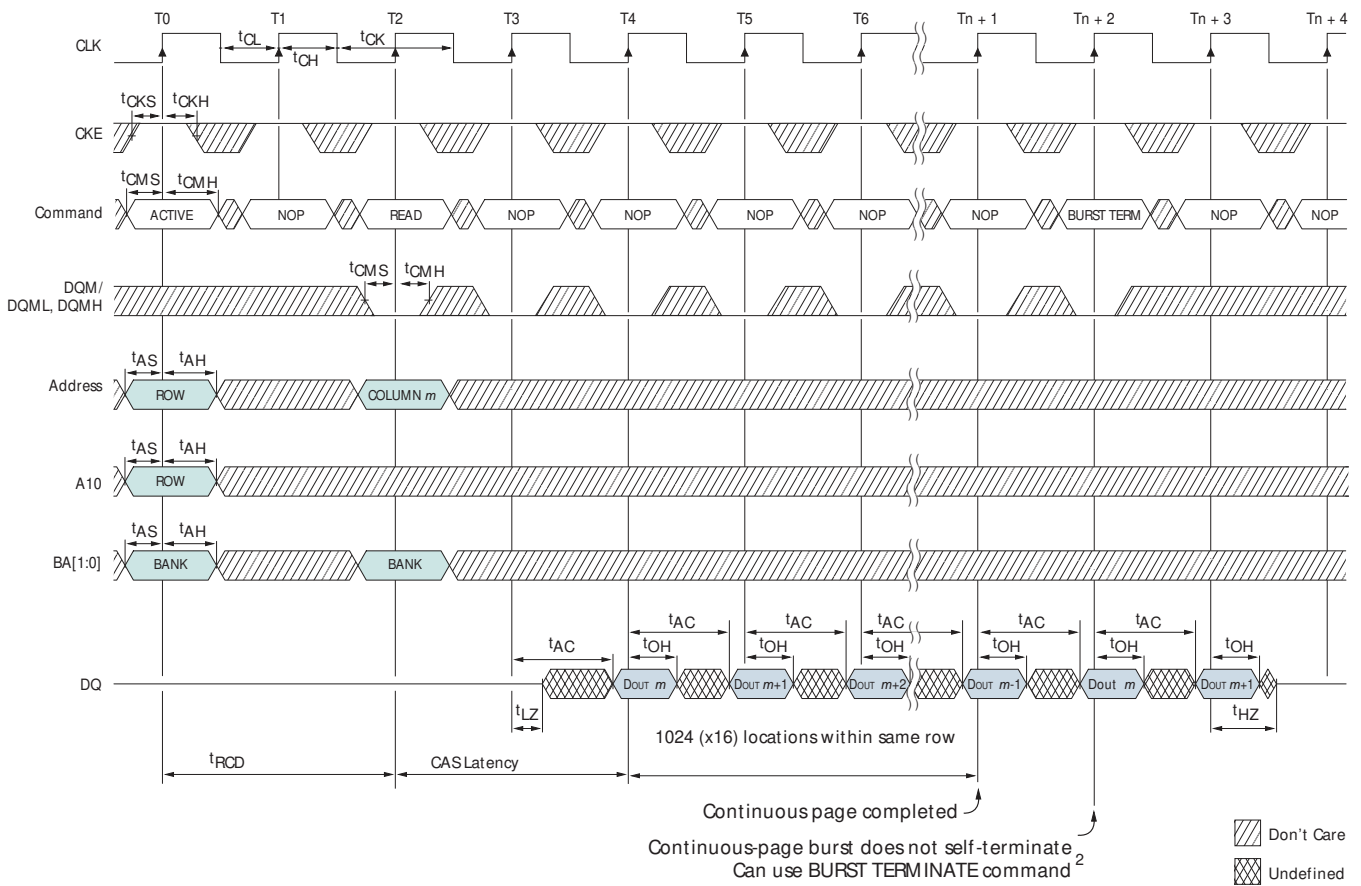 T0 T1 T2 T3 T4 T5 T6 Tn + 1 Tn + 2 Tn + 3 Tn + 4
CLK tCL tCH tCK
tCKS tCKH
CKE
tCMS tCMH
Command ACTIVE NOP READ NOP NOP NOP NOP NOP BURST TERM NOP NOP
tCMS tCMH
DQM/
DQML, DQMH
tAS tAH
Address ROW COLUMN m
tAS tAH
A10 ROW
tAS tAH
BA[1:0] BANK BANK
tAC tAC tAC tAC tAC tAC
tOH tOH tOH tOH tOH tOH
DQ DOUT m DOUT m+1 DOUT m+2 DOUT m-1 Dout m DOUT m+1
tLZ tHZ
1024 (x16) locations within same row
tRCD CAS Latency
Continuous page completed
Continuous-page burst does not self-terminate
Can use BURST TERMINATE command 2
Don't Care
Undefined